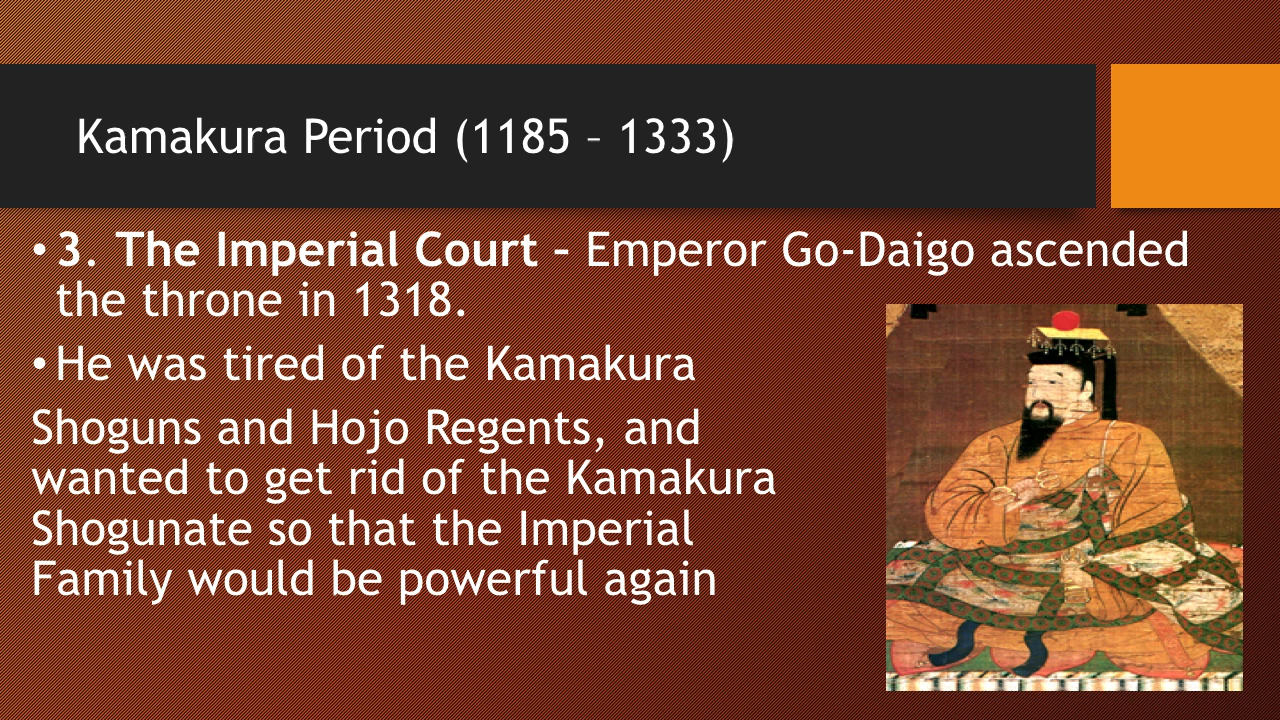 Kamakura Period (1185 – 1333)
• 3. The Imperial Court – Emperor Go-Daigo ascended
the throne in 1318.
• He was tired of the Kamakura
Shoguns and Hojo Regents, and
wanted to get rid of the Kamakura
Shogunate so that the Imperial
Family would be powerful again